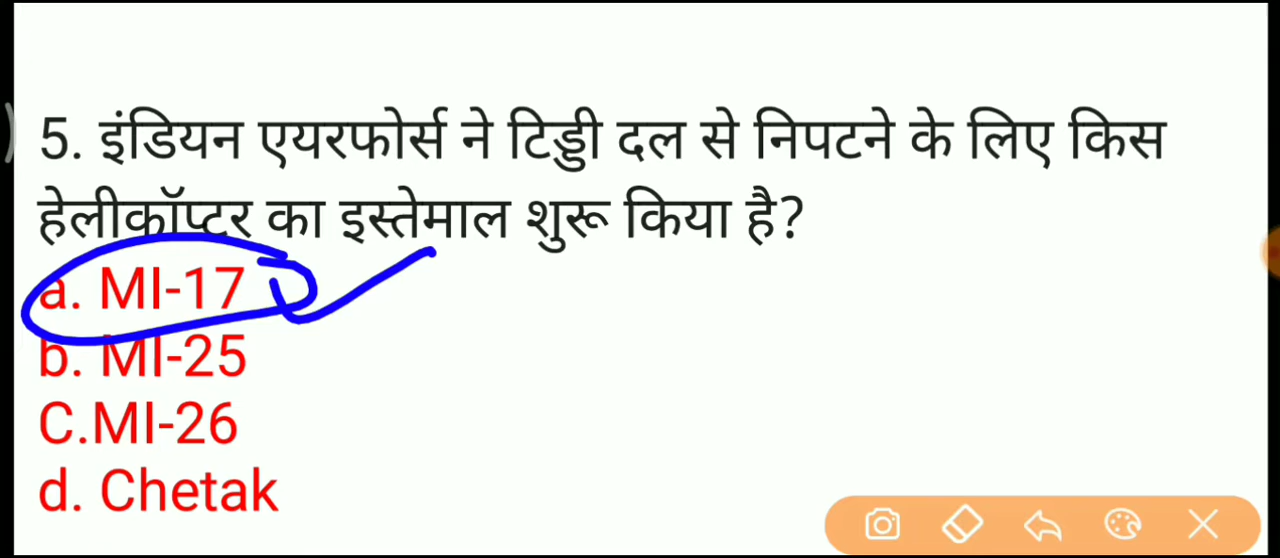 5. इंडियन एयरफोर्स ने टिड्डी दल से निपटने के लिए किस
हेलीकॉप्टर का इस्तेमाल शुरू किया है?
a. MI-17
b. MI-25
C.MI-26
d. Chetak